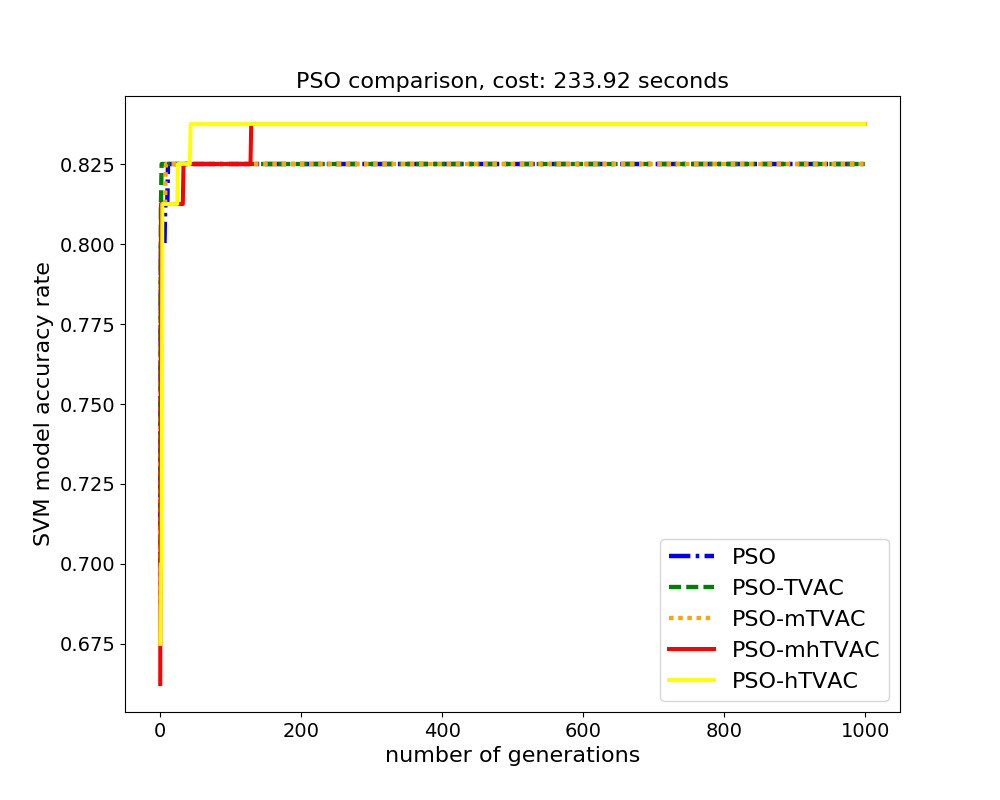 PSO comparison, cost: 233.92 seconds
SVM model accuracy rate
0.825
0.800
0.775
0.750
0.725
0.700
0.675
0 200 400 600 800 1000
number of generations
PSO
PSO-TVAC
PSO-mTVAC
PSO-mhTVAC
PSO-hTVAC